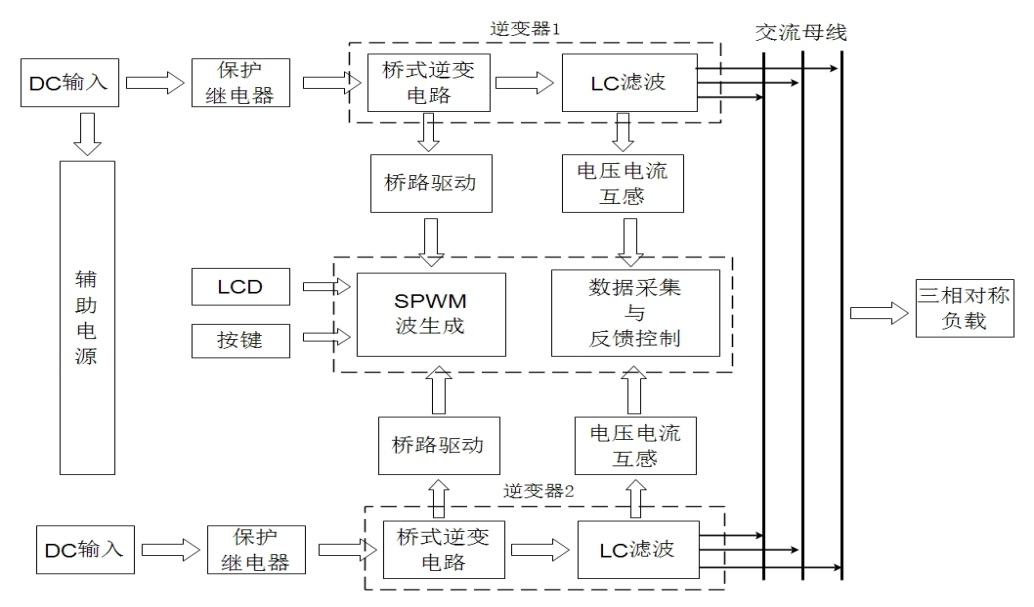 逆变器1
交流母线
DC输入
保护
继电器
桥式逆变
电路
LC滤波
桥路驱动
电压电流
互感
辅
助
电
源
LCD
按键
SPWM
波生成
数据采集
与
反馈控制
三相对称
负载
桥路驱动
电压电流
互感
逆变器2
DC输入
保护
继电器
桥式逆变
电路
LC滤波